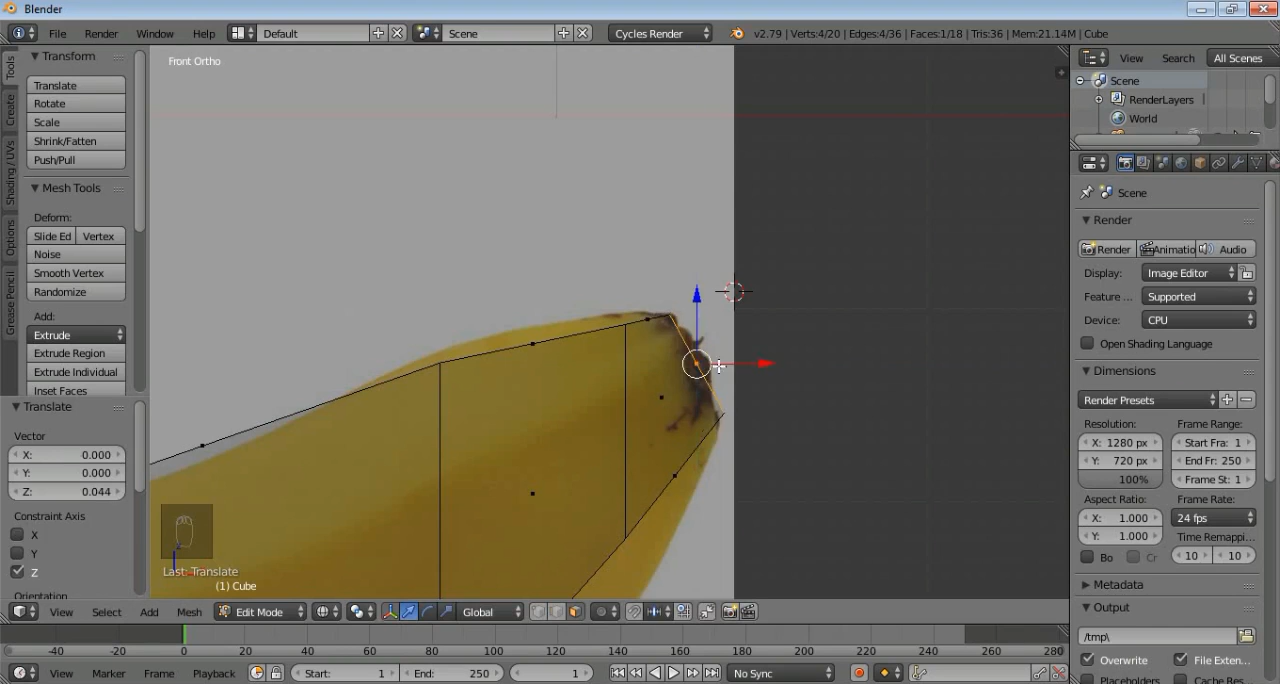 Blender
File Render Window Help Default Scene Cycles Render v2.79 | Verts:4/20 | Edges:4/36 | Faces:1/18 | Tris:36 | Mem:21.14M | Cube
View Search All Scenes
Scene
RenderLayers
World
Tools
Create
Shading / UVs
Options
Grease Pencil
Transform
Translate
Rotate
Scale
Shrink/Fatten
Push/Pull
Mesh Tools
Deform:
Slide Ed Vertex
Noise
Smooth Vertex
Randomize
Add:
Extrude
Extrude Region
Extrude Individual
Inset Faces
Translate
Vector
X: 0.000
Y: 0.000
Z: 0.044
Constraint Axis
X
Y
Z
Orientation
Front Ortho
Last: Translate
(1) Cube
Scene
Render
Render Animatio Audio
Display: Image Editor
Feature ... Supported
Device: CPU
Open Shading Language
Dimensions
Render Presets
Resolution: Frame Range:
X: 1280 px Start Fra: 1
Y: 720 px End Fr: 250
100% Frame St: 1
Aspect Ratio: Frame Rate:
X: 1.000 24 fps
Y: 1.000 Time Remappi...
Bo Cr 10 10
Metadata
Output
/tmp\
Overwrite File Exten...
Placeholders Cache Res...
View Select Add Mesh Edit Mode Global
-40 -20 0 20 40 60 80 100 120 140 160 180 200 220 240 260 280
View Marker Frame Playback Start: 1 End: 250 1 No Sync